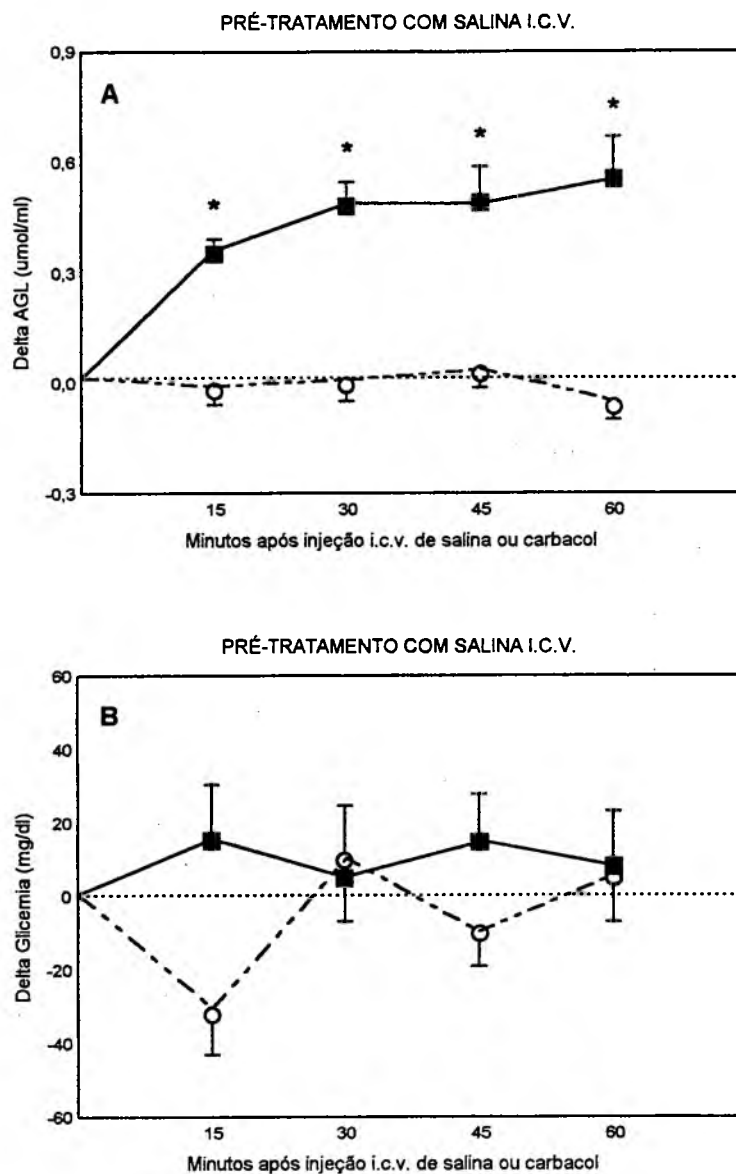 PRÉ-TRATAMENTO COM SALINA I.C.V.
0,9
A
* * * *
0,6
0,3
0,0
-0,3
Delta AGL (umol/ml)
15 30 45 60
Minutos após injeção i.c.v. de salina ou carbacol
PRÉ-TRATAMENTO COM SALINA I.C.V.
60
B
40
20
0
-20
-40
-60
Delta Glicemia (mg/dl)
15 30 45 60
Minutos após injeção i.c.v. de salina ou carbacol